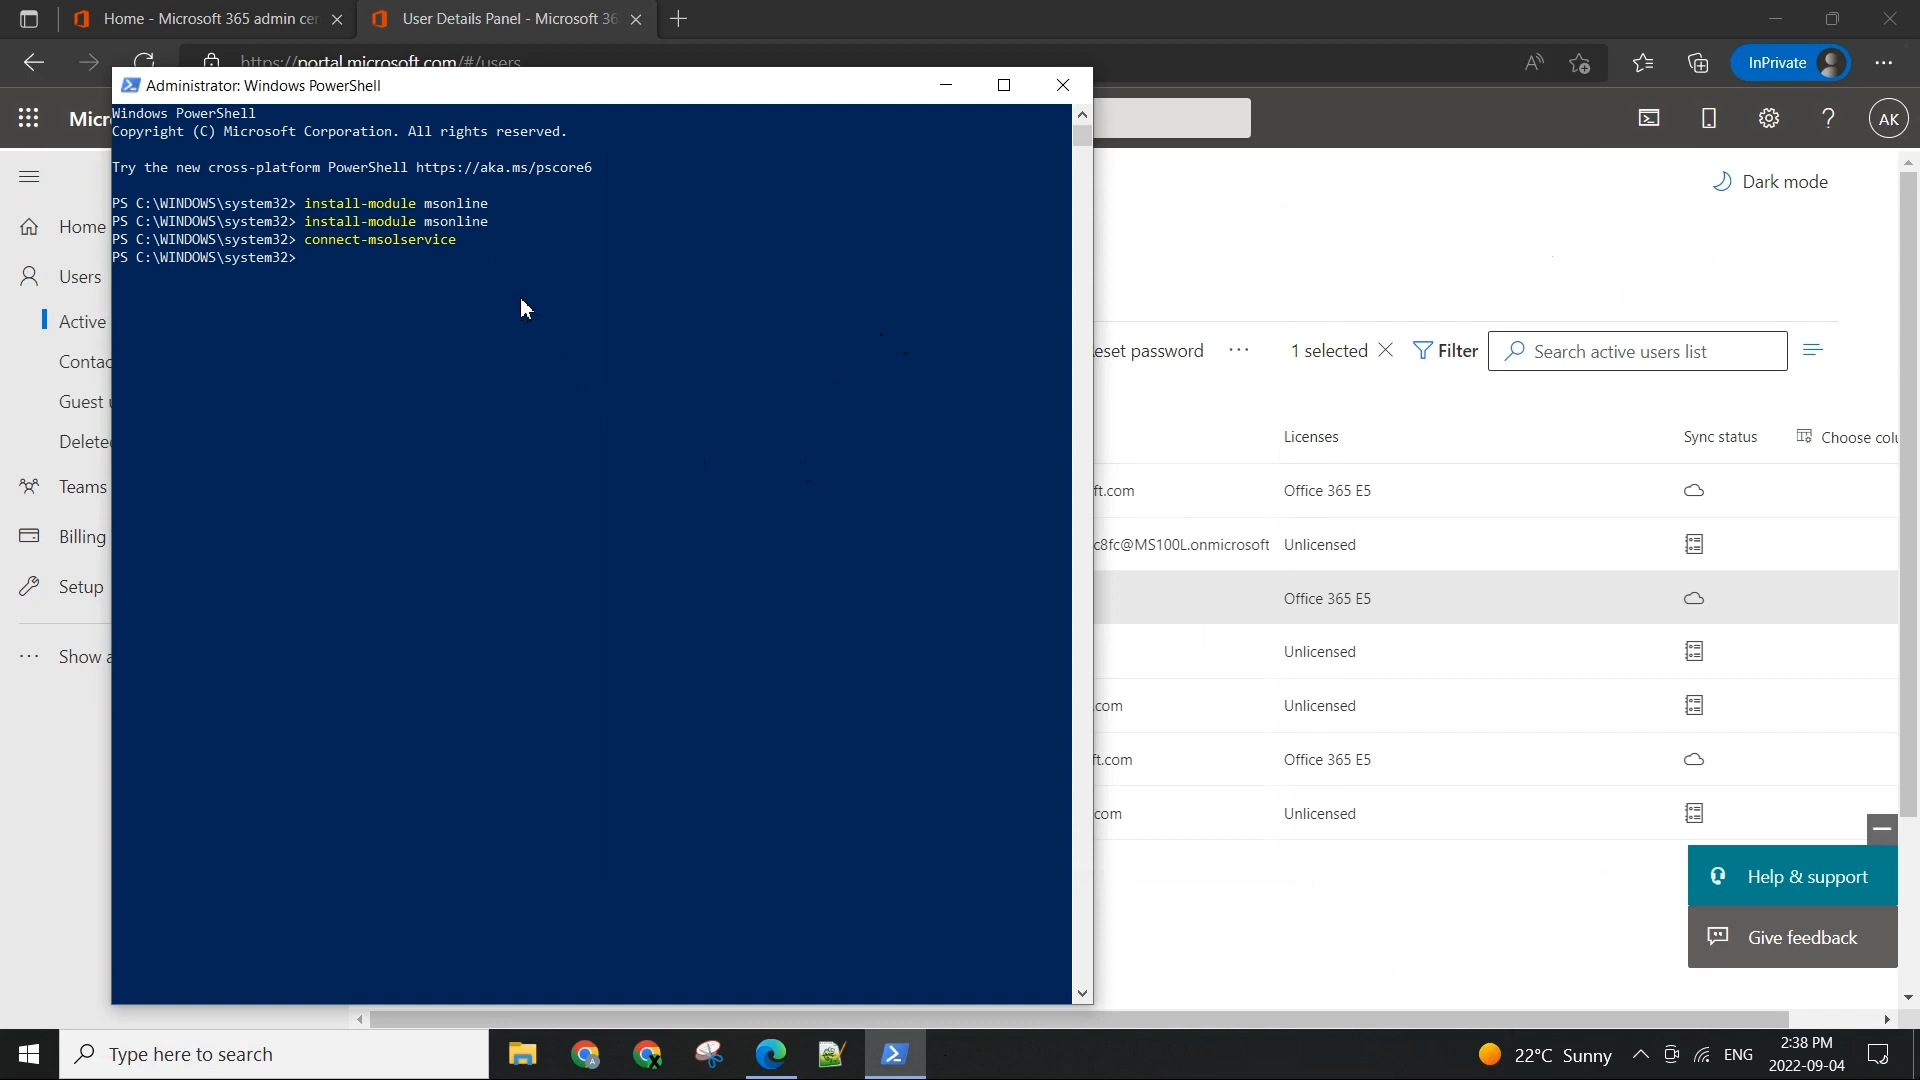 Home - Microsoft 365 admin cer
User Details Panel - Microsoft 36
https://portal.microsoft.com/#/users
InPrivate
Administrator: Windows PowerShell
Micr
AK
Windows PowerShell
Copyright (C) Microsoft Corporation. All rights reserved.
Try the new cross-platform PowerShell https://aka.ms/pscore6
PS C:\WINDOWS\system32> install-module msonline
PS C:\WINDOWS\system32> install-module msonline
PS C:\WINDOWS\system32> connect-msolservice
PS C:\WINDOWS\system32>
Dark mode
Home
Users
Active
Contac
Guest u
Delete
Teams
Billing
Setup
Show a
eset password
1 selected
Filter
Search active users list
Licenses
Sync status
Choose colu
ft.com
Office 365 E5
c8fc@MS100L.onmicrosoft
Unlicensed
Office 365 E5
Unlicensed
.com
Unlicensed
ft.com
Office 365 E5
com
Unlicensed
Help & support
Give feedback
Type here to search
22°C Sunny
ENG
2:38 PM
2022-09-04